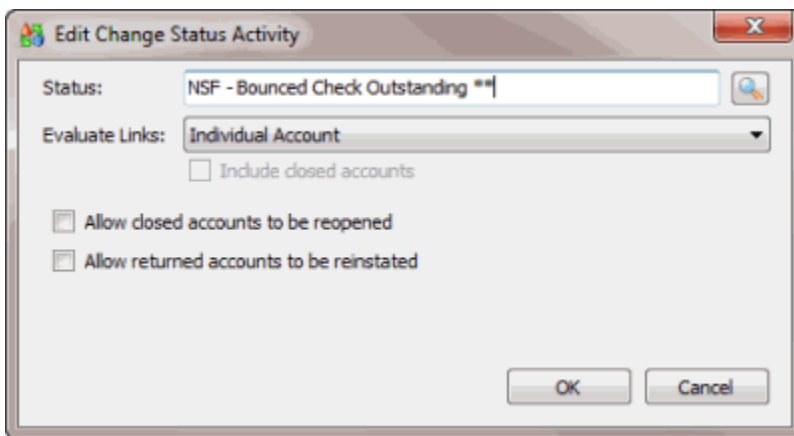 Edit Change Status Activity
Status: NSF - Bounced Check Outstanding **
Evaluate Links: Individual Account
Include closed accounts
Allow closed accounts to be reopened
Allow returned accounts to be reinstated
OK Cancel